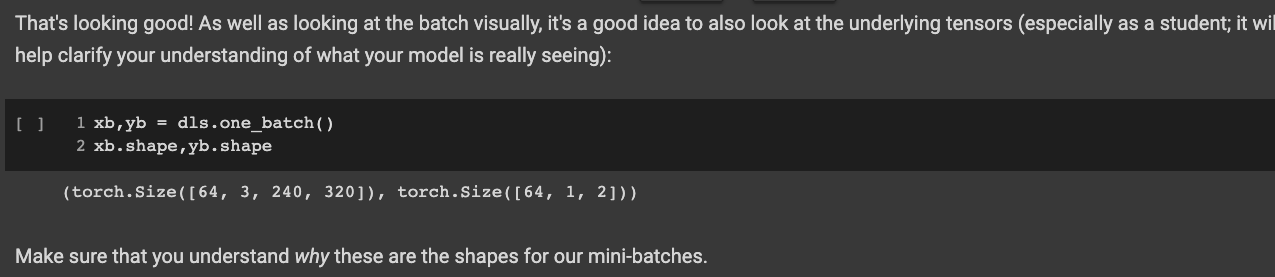 That's looking good! As well as looking at the batch visually, it's a good idea to also look at the underlying tensors (especially as a student; it wil
help clarify your understanding of what your model is really seeing):
[ ] 1 xb,yb = dls.one_batch()
2 xb.shape,yb.shape
(torch.Size([64, 3, 240, 320]), torch.Size([64, 1, 2]))
Make sure that you understand why these are the shapes for our mini-batches.